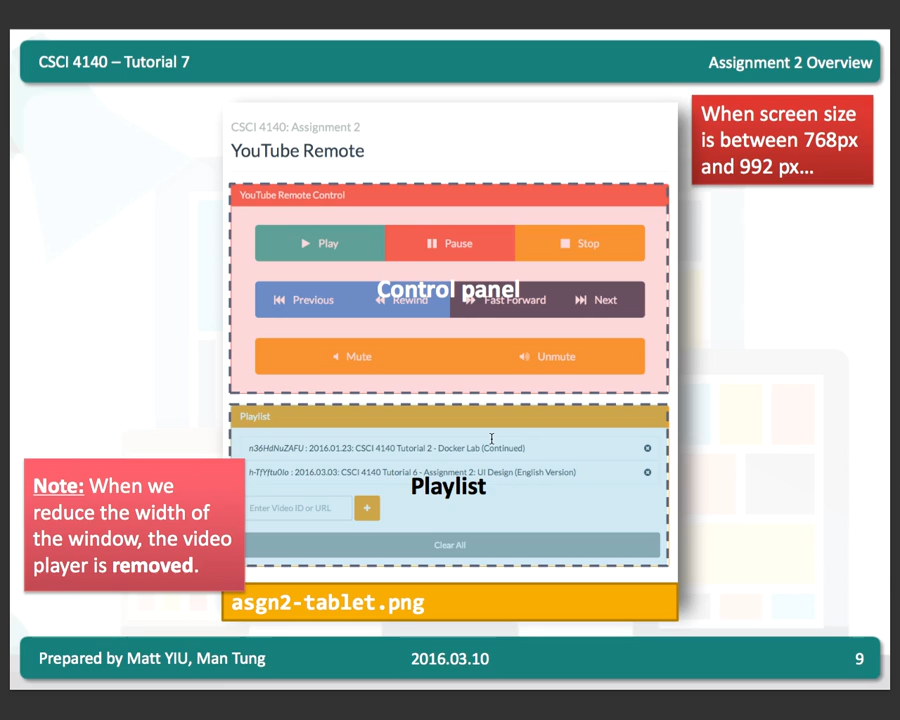 CSCI 4140 – Tutorial 7
Assignment 2 Overview
When screen size
is between 768px
and 992 px...
CSCI 4140: Assignment 2
YouTube Remote
YouTube Remote Control
Play
Pause
Stop
Control panel
Previous
Rewind
Fast Forward
Next
Mute
Unmute
Playlist
n36HdNuZAFU : 2016.01.23: CSCI 4140 Tutorial 2 - Docker Lab (Continued)
h-TfYftu0Io : 2016.03.03: CSCI 4140 Tutorial 6 - Assignment 2: UI Design (English Version)
Playlist
Enter Video ID or URL
+
Clear All
Note: When we
reduce the width of
the window, the video
player is removed.
asgn2-tablet.png
Prepared by Matt YIU, Man Tung
2016.03.10
9